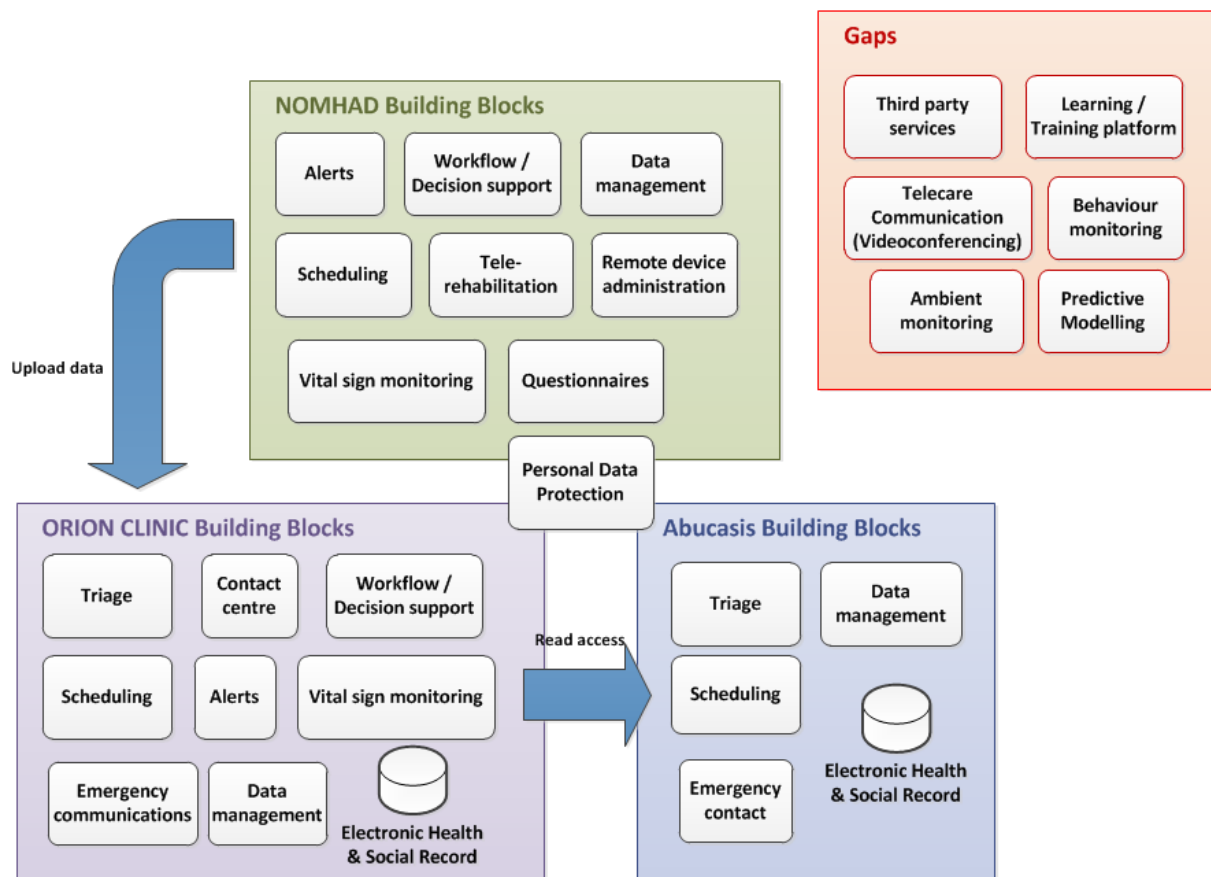 Gaps
Third party
services
Learning /
Training platform
Telecare
Communication
(Videoconferencing)
Behaviour
monitoring
Ambient
monitoring
Predictive
Modelling
NOMHAD Building Blocks
Alerts
Workflow /
Decision support
Data
management
Scheduling
Tele-
rehabilitation
Remote device
administration
Vital sign monitoring
Questionnaires
Personal Data
Protection
Upload data
ORION CLINIC Building Blocks
Triage
Contact
centre
Workflow /
Decision support
Scheduling
Alerts
Vital sign monitoring
Emergency
communications
Data
management
Electronic Health
& Social Record
Read access
Abucasis Building Blocks
Triage
Data
management
Scheduling
Electronic Health
& Social Record
Emergency
contact